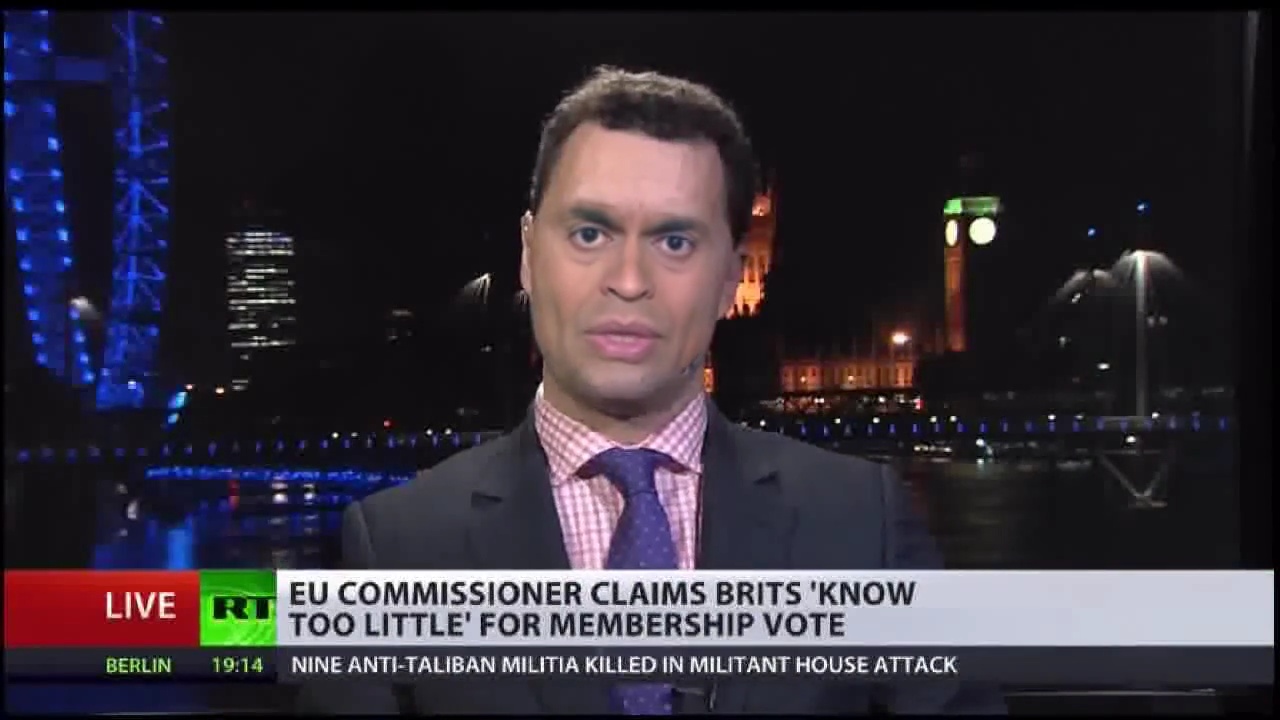 LIVE
RT
EU COMMISSIONER CLAIMS BRITS 'KNOW
TOO LITTLE' FOR MEMBERSHIP VOTE
BERLIN 19:14 NINE ANTI-TALIBAN MILITIA KILLED IN MILITANT HOUSE ATTACK